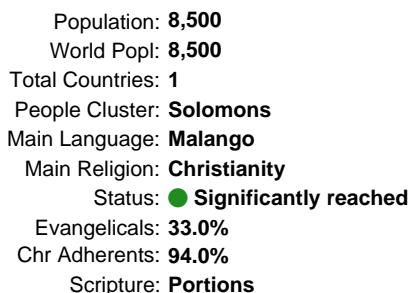 Population: 8,500
World Popl: 8,500
Total Countries: 1
People Cluster: Solomons
Main Language: Malango
Main Religion: Christianity
Status: Significantly reached
Evangelicals: 33.0%
Chr Adherents: 94.0%
Scripture: Portions